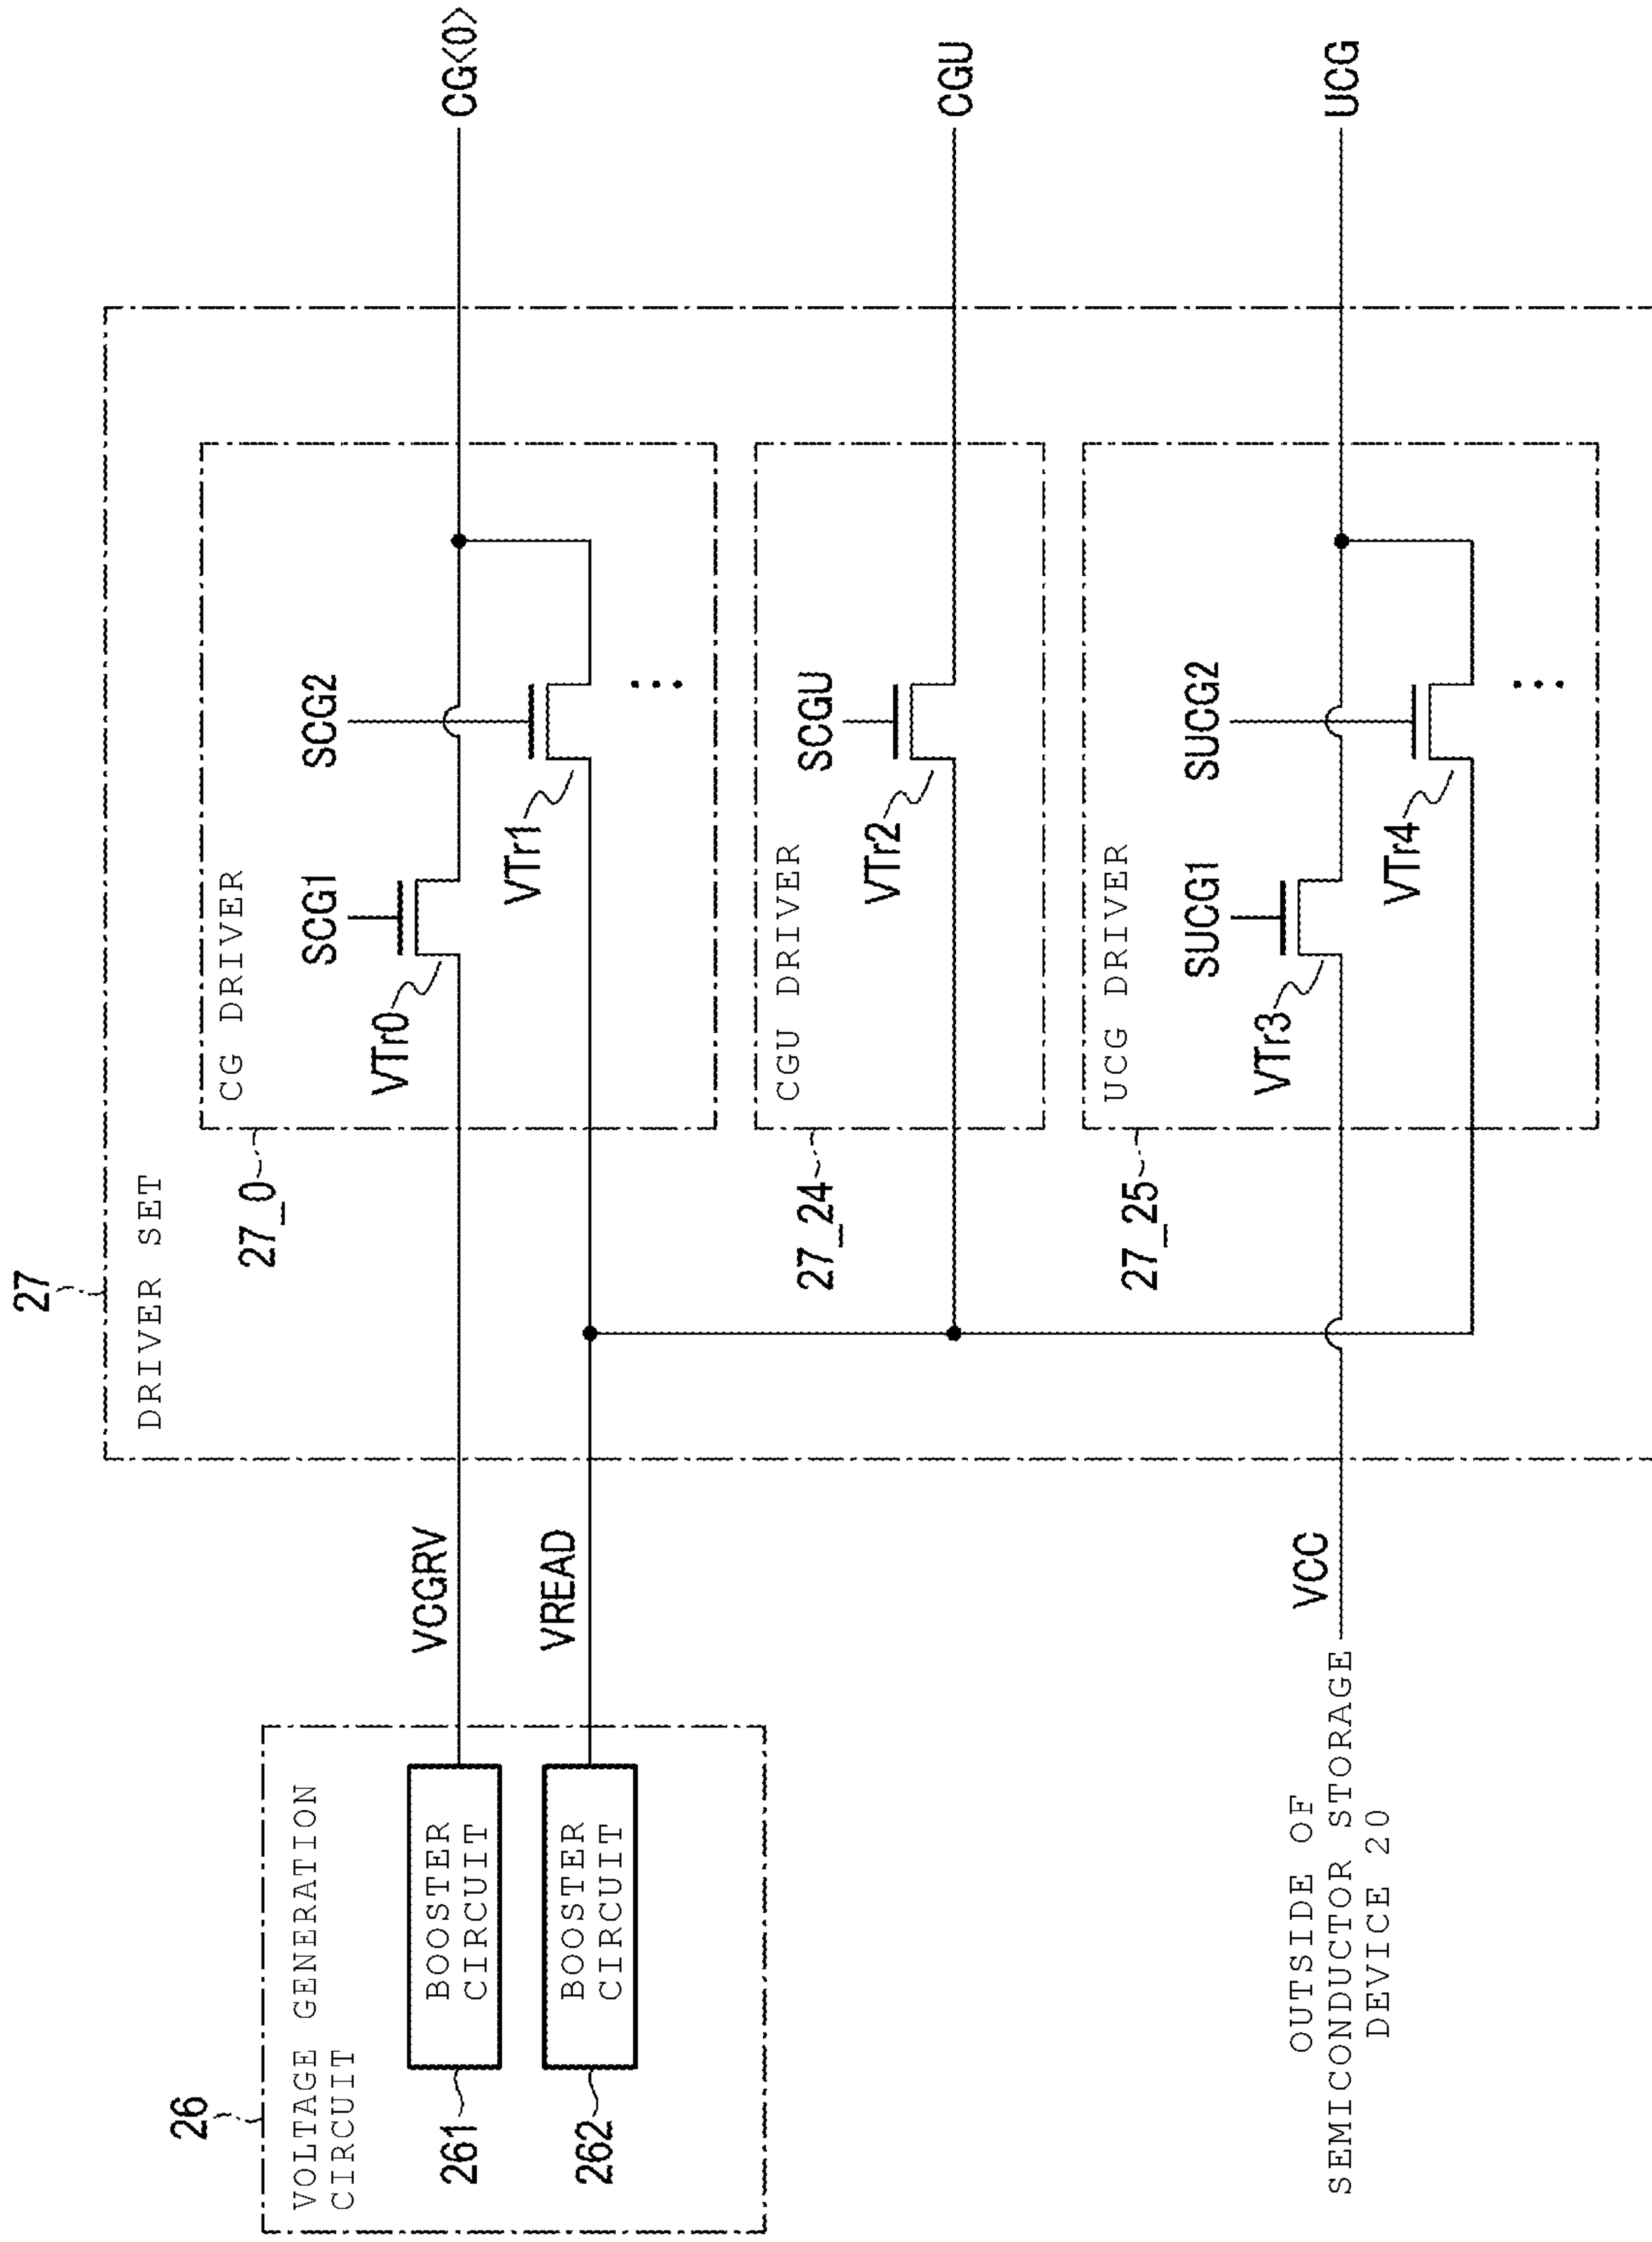 27
DRIVER SET
26
VOLTAGE GENERATION
CIRCUIT
261
BOOSTER
CIRCUIT
262
BOOSTER
CIRCUIT
VCGRV
VREAD
27_0
CG DRIVER
VTr0
SCG1
VTr1
SCG2
CG<0>
27_24
CGU DRIVER
VTr2
SCGU
CGU
27_25
UCG DRIVER
VTr3
SUCG1
VTr4
SUCG2
UCG
OUTSIDE OF
SEMICONDUCTOR STORAGE
DEVICE 20
VCC